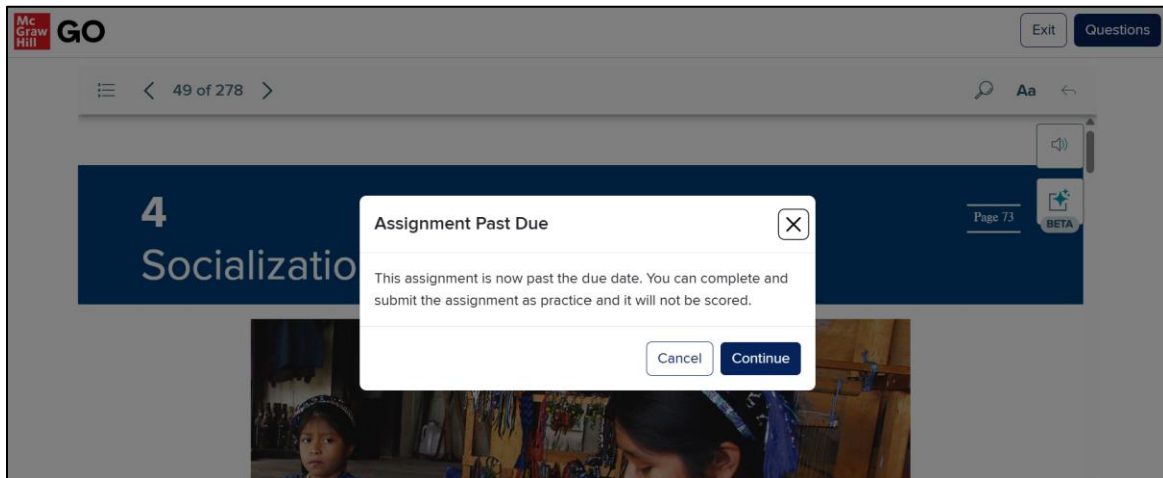 Mc
Graw
Hill
GO
Exit
Questions
49 of 278
Aa
4
Page 73
BETA
Socializatio
Assignment Past Due
This assignment is now past the due date. You can complete and
submit the assignment as practice and it will not be scored.
Cancel
Continue